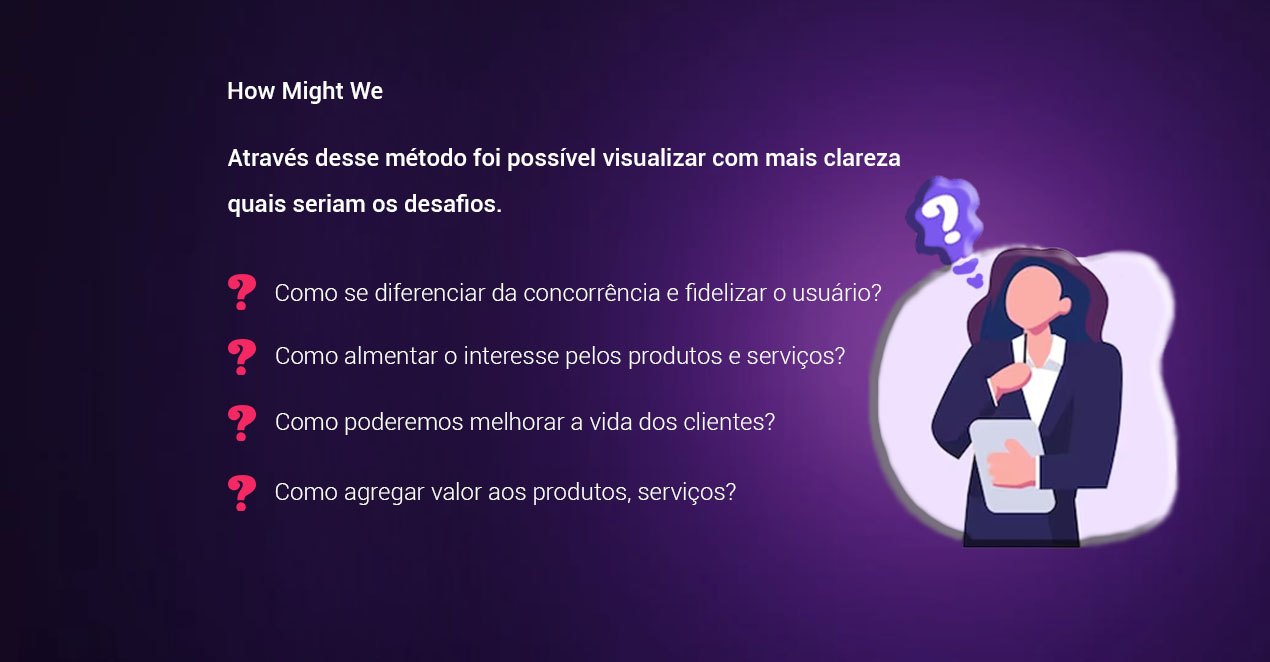 How Might We
Através desse método foi possível visualizar com mais clareza
quais seriam os desafios.
? Como se diferenciar da concorrência e fidelizar o usuário?
? Como almentar o interesse pelos produtos e serviços?
? Como poderemos melhorar a vida dos clientes?
? Como agregar valor aos produtos, serviços?
?